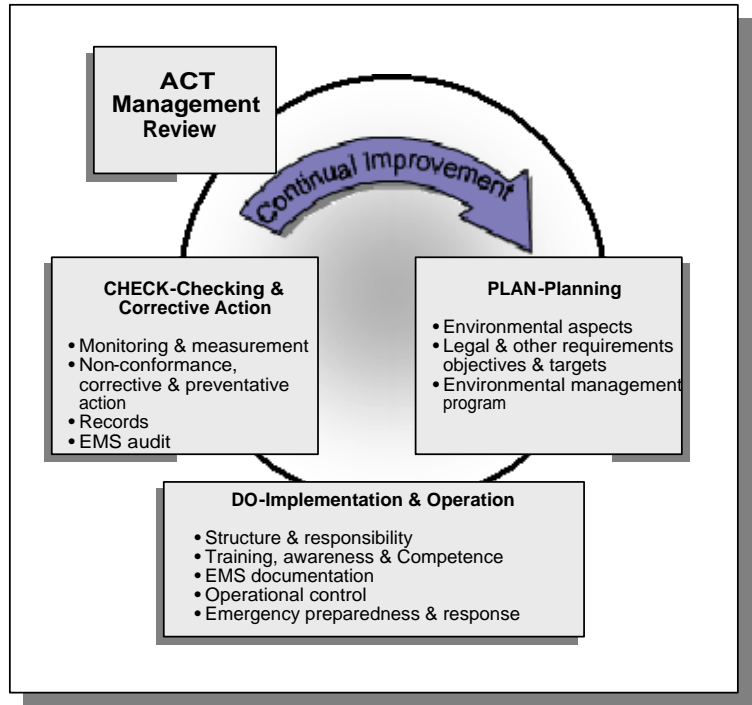 ACT
Management
Review
Continual Improvement
CHECK-Checking &
Corrective Action
• Monitoring & measurement
• Non-conformance,
corrective & preventative
action
• Records
• EMS audit
PLAN-Planning
• Environmental aspects
• Legal & other requirements
objectives & targets
• Environmental management
program
DO-Implementation & Operation
• Structure & responsibility
• Training, awareness & Competence
• EMS documentation
• Operational control
• Emergency preparedness & response